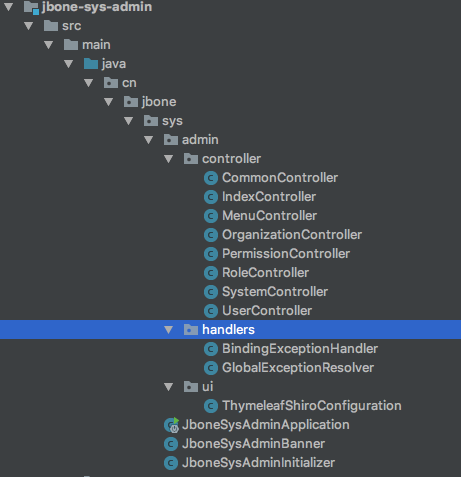 jbone-sys-admin
src
main
java
cn
jbone
sys
admin
controller
CommonController
IndexController
MenuController
OrganizationController
PermissionController
RoleController
SystemController
UserController
handlers
BindingExceptionHandler
GlobalExceptionResolver
ui
ThymeleafShiroConfiguration
JboneSysAdminApplication
JboneSysAdminBanner
JboneSysAdminInitializer